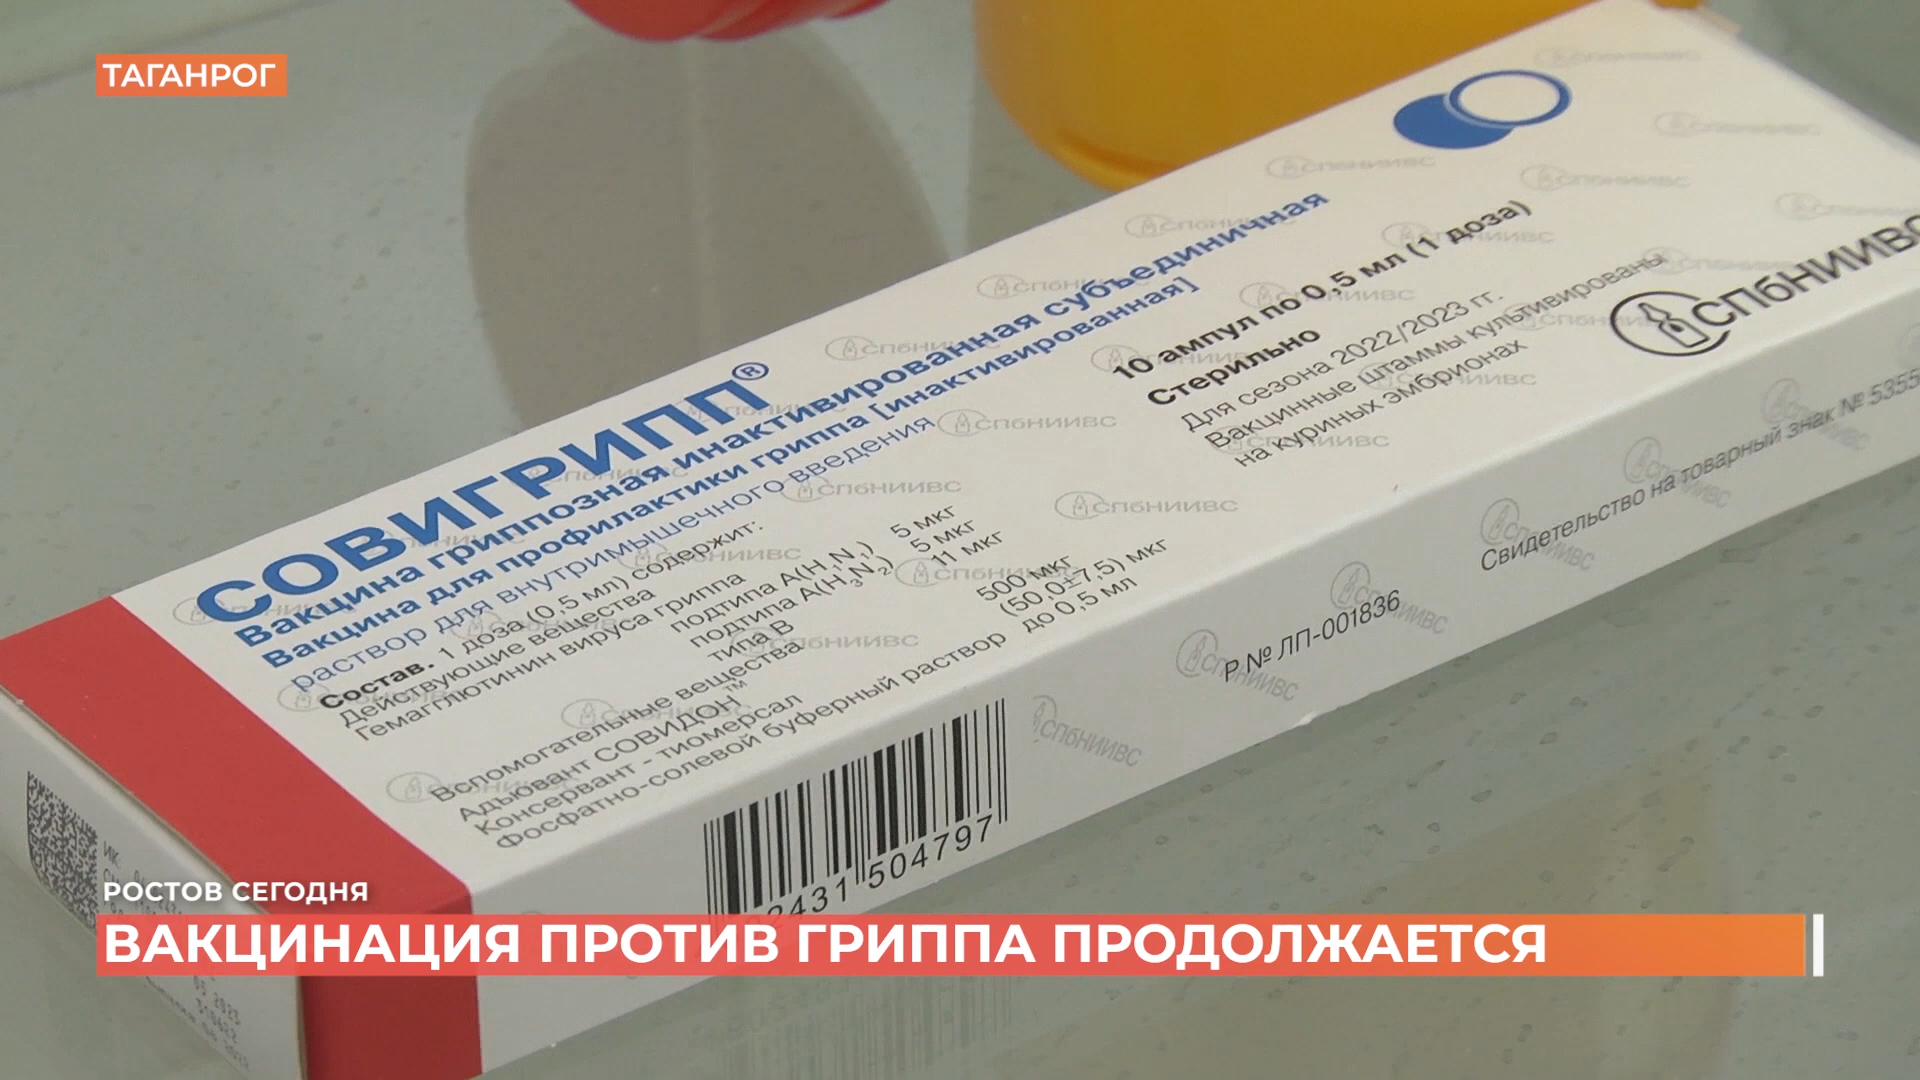 ТАГАНРОГ
СОВИГРИПП®
Вакцина гриппозная инактивированная субъединичная
Вакцина для профилактики гриппа [инактивированная]
раствор для внутримышечного введения
Состав. 1 доза (0,5 мл) содержит:
Действующие вещества
Гемагглютинин вируса гриппа
подтипа А(H₁N₁) 5 мкг
подтипа А(H₃N₂) 5 мкг
типа В 11 мкг
Вспомогательные вещества
Адъювант СОВИДОН™ 500 мкг
Консервант - тиомерсал (50,0±7,5) мкг
Фосфатно-солевой буферный раствор до 0,5 мл
10 ампул по 0,5 мл (1 доза)
Стерильно
Для сезона 2022/2023 гг.
Вакцинные штаммы культивированы
на куриных эмбрионах
СПбНИИВС
Р № ЛП-001836
Свидетельство на товарный знак № 5355
2431 504797
РОСТОВ СЕГОДНЯ
ВАКЦИНАЦИЯ ПРОТИВ ГРИППА ПРОДОЛЖАЕТСЯ